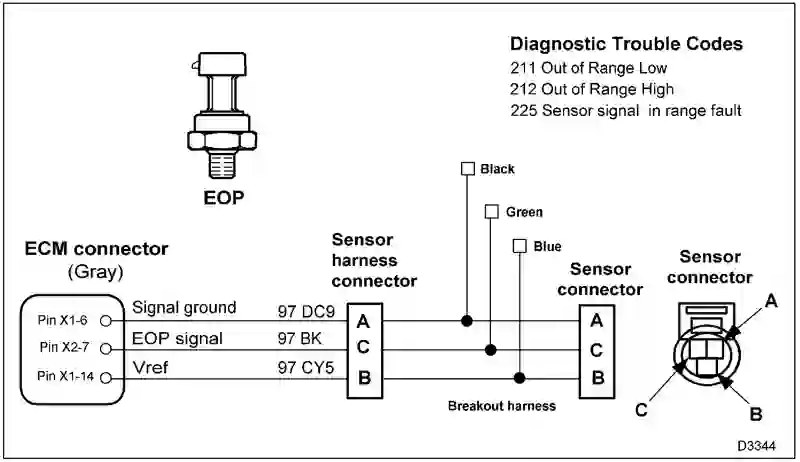 Diagnostic Trouble Codes
211 Out of Range Low
212 Out of Range High
225 Sensor signal in range fault
EOP
Black
Green
Blue
ECM connector
(Gray)
Sensor
harness
connector
Sensor
connector
Sensor
connector
Pin X1-6
Signal ground
97 DC9
A
A
Pin X2-7
EOP signal
97 BK
C
C
Pin X1-14
Vref
97 CY5
B
B
Breakout harness
A
C
B
D3344